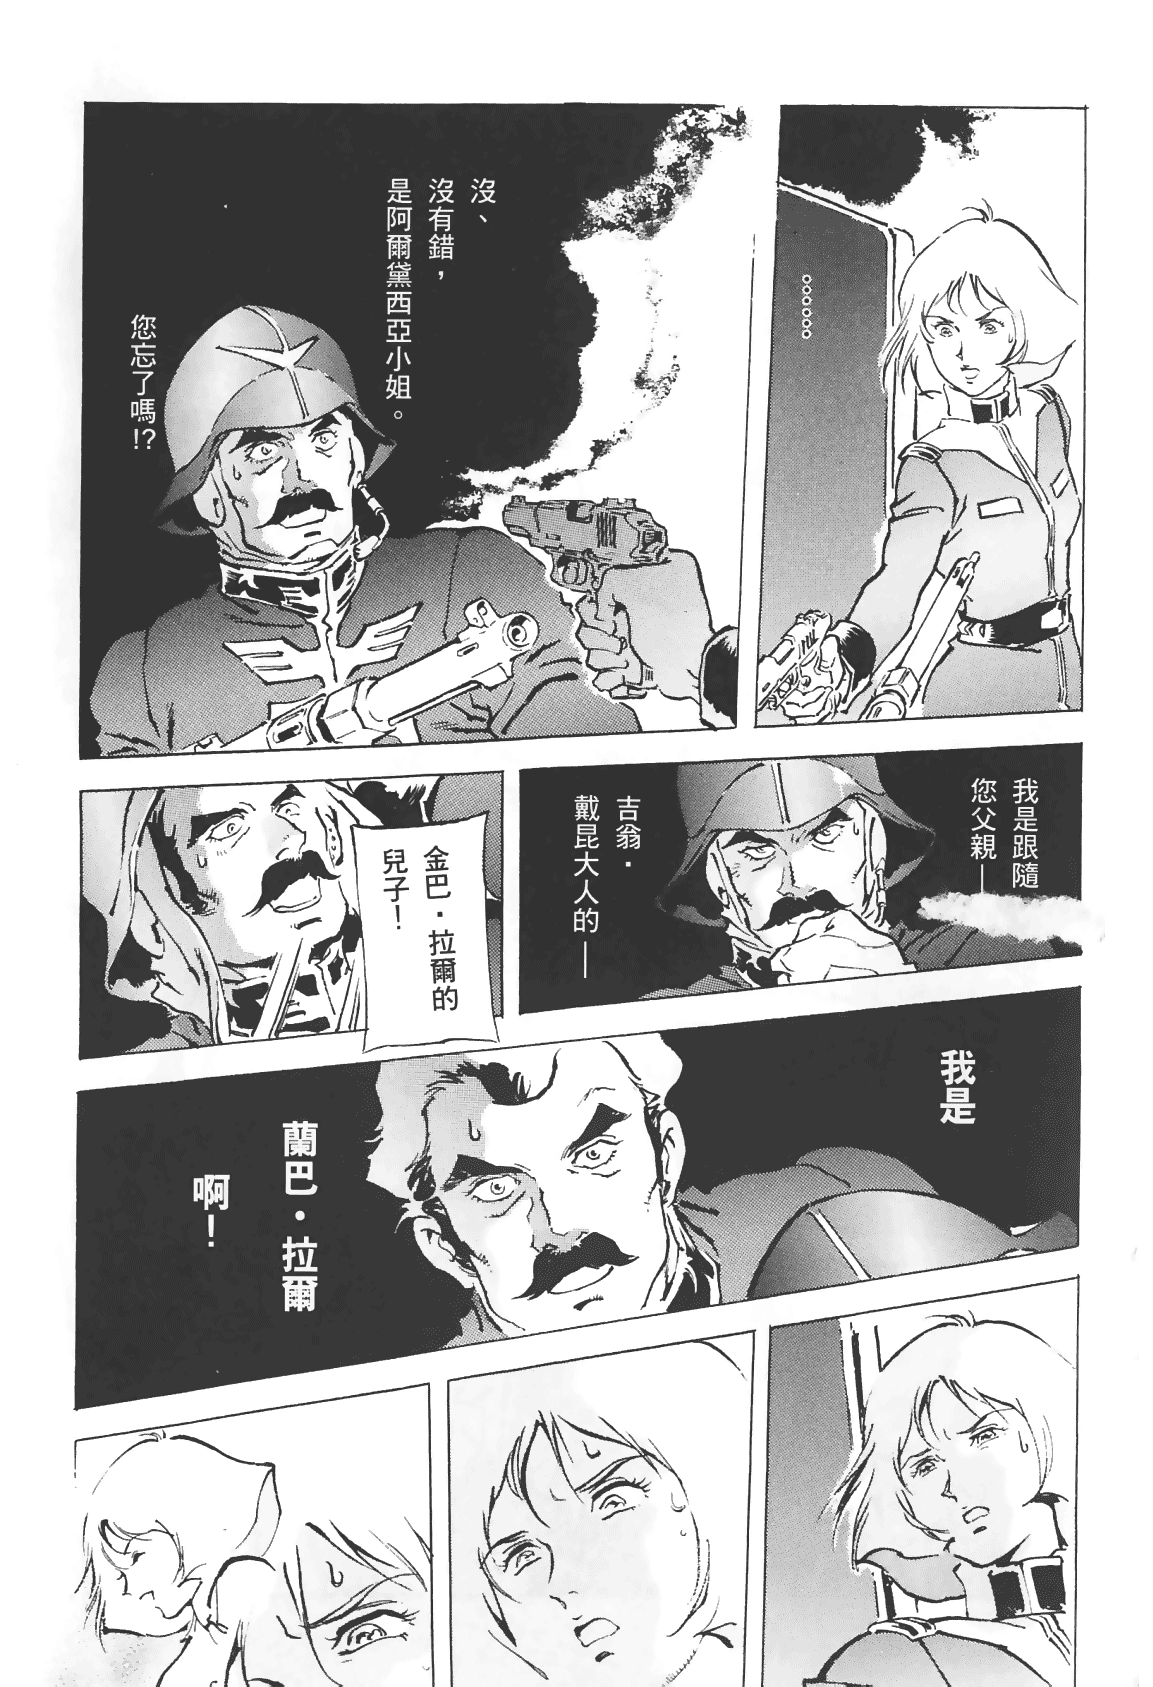 。。。。。。
沒、
沒有錯，
是阿爾黛西亞小姐。
您忘了嗎!?
我是跟隨
您父親—
吉翁·
戴昆大人的—
金巴·拉爾的
兒子！
我是
蘭巴·拉爾
啊！